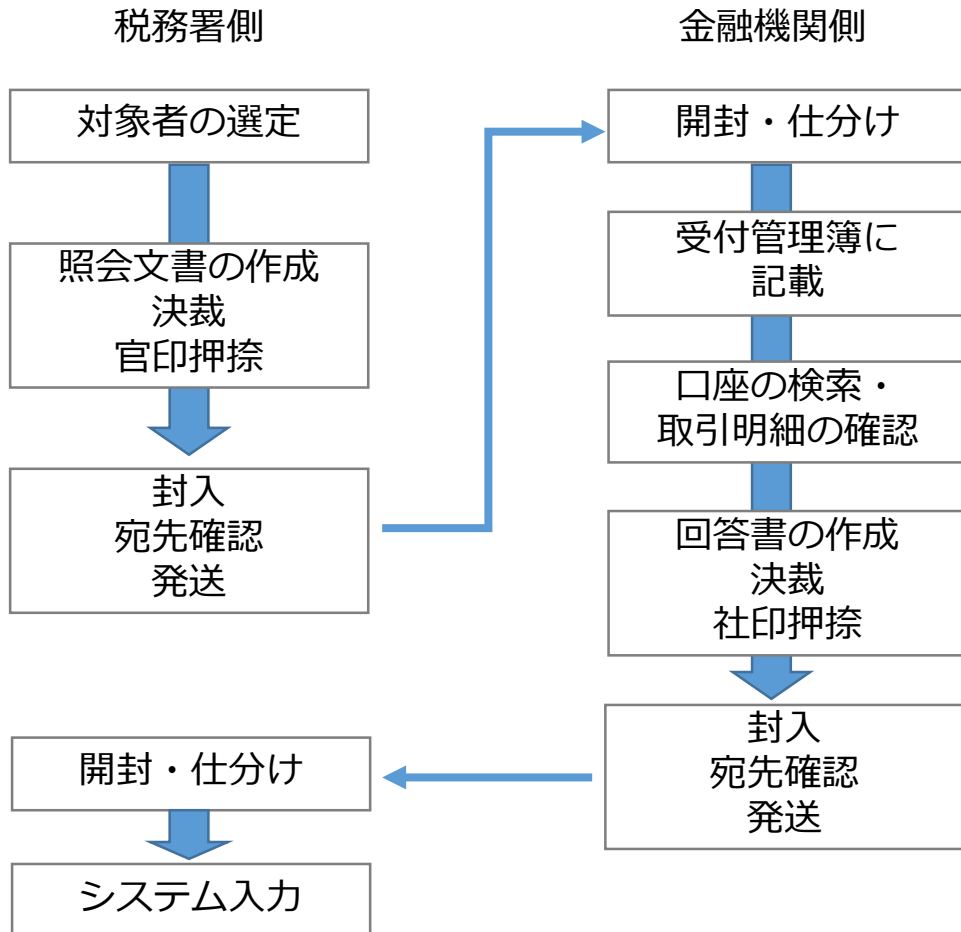 税務署側
対象者の選定
照会文書の作成
決裁
官印押捺
封入
宛先確認
発送
金融機関側
開封・仕分け
受付管理簿に
記載
口座の検索・
取引明細の確認
回答書の作成
決裁
社印押捺
封入
宛先確認
発送
開封・仕分け
システム入力